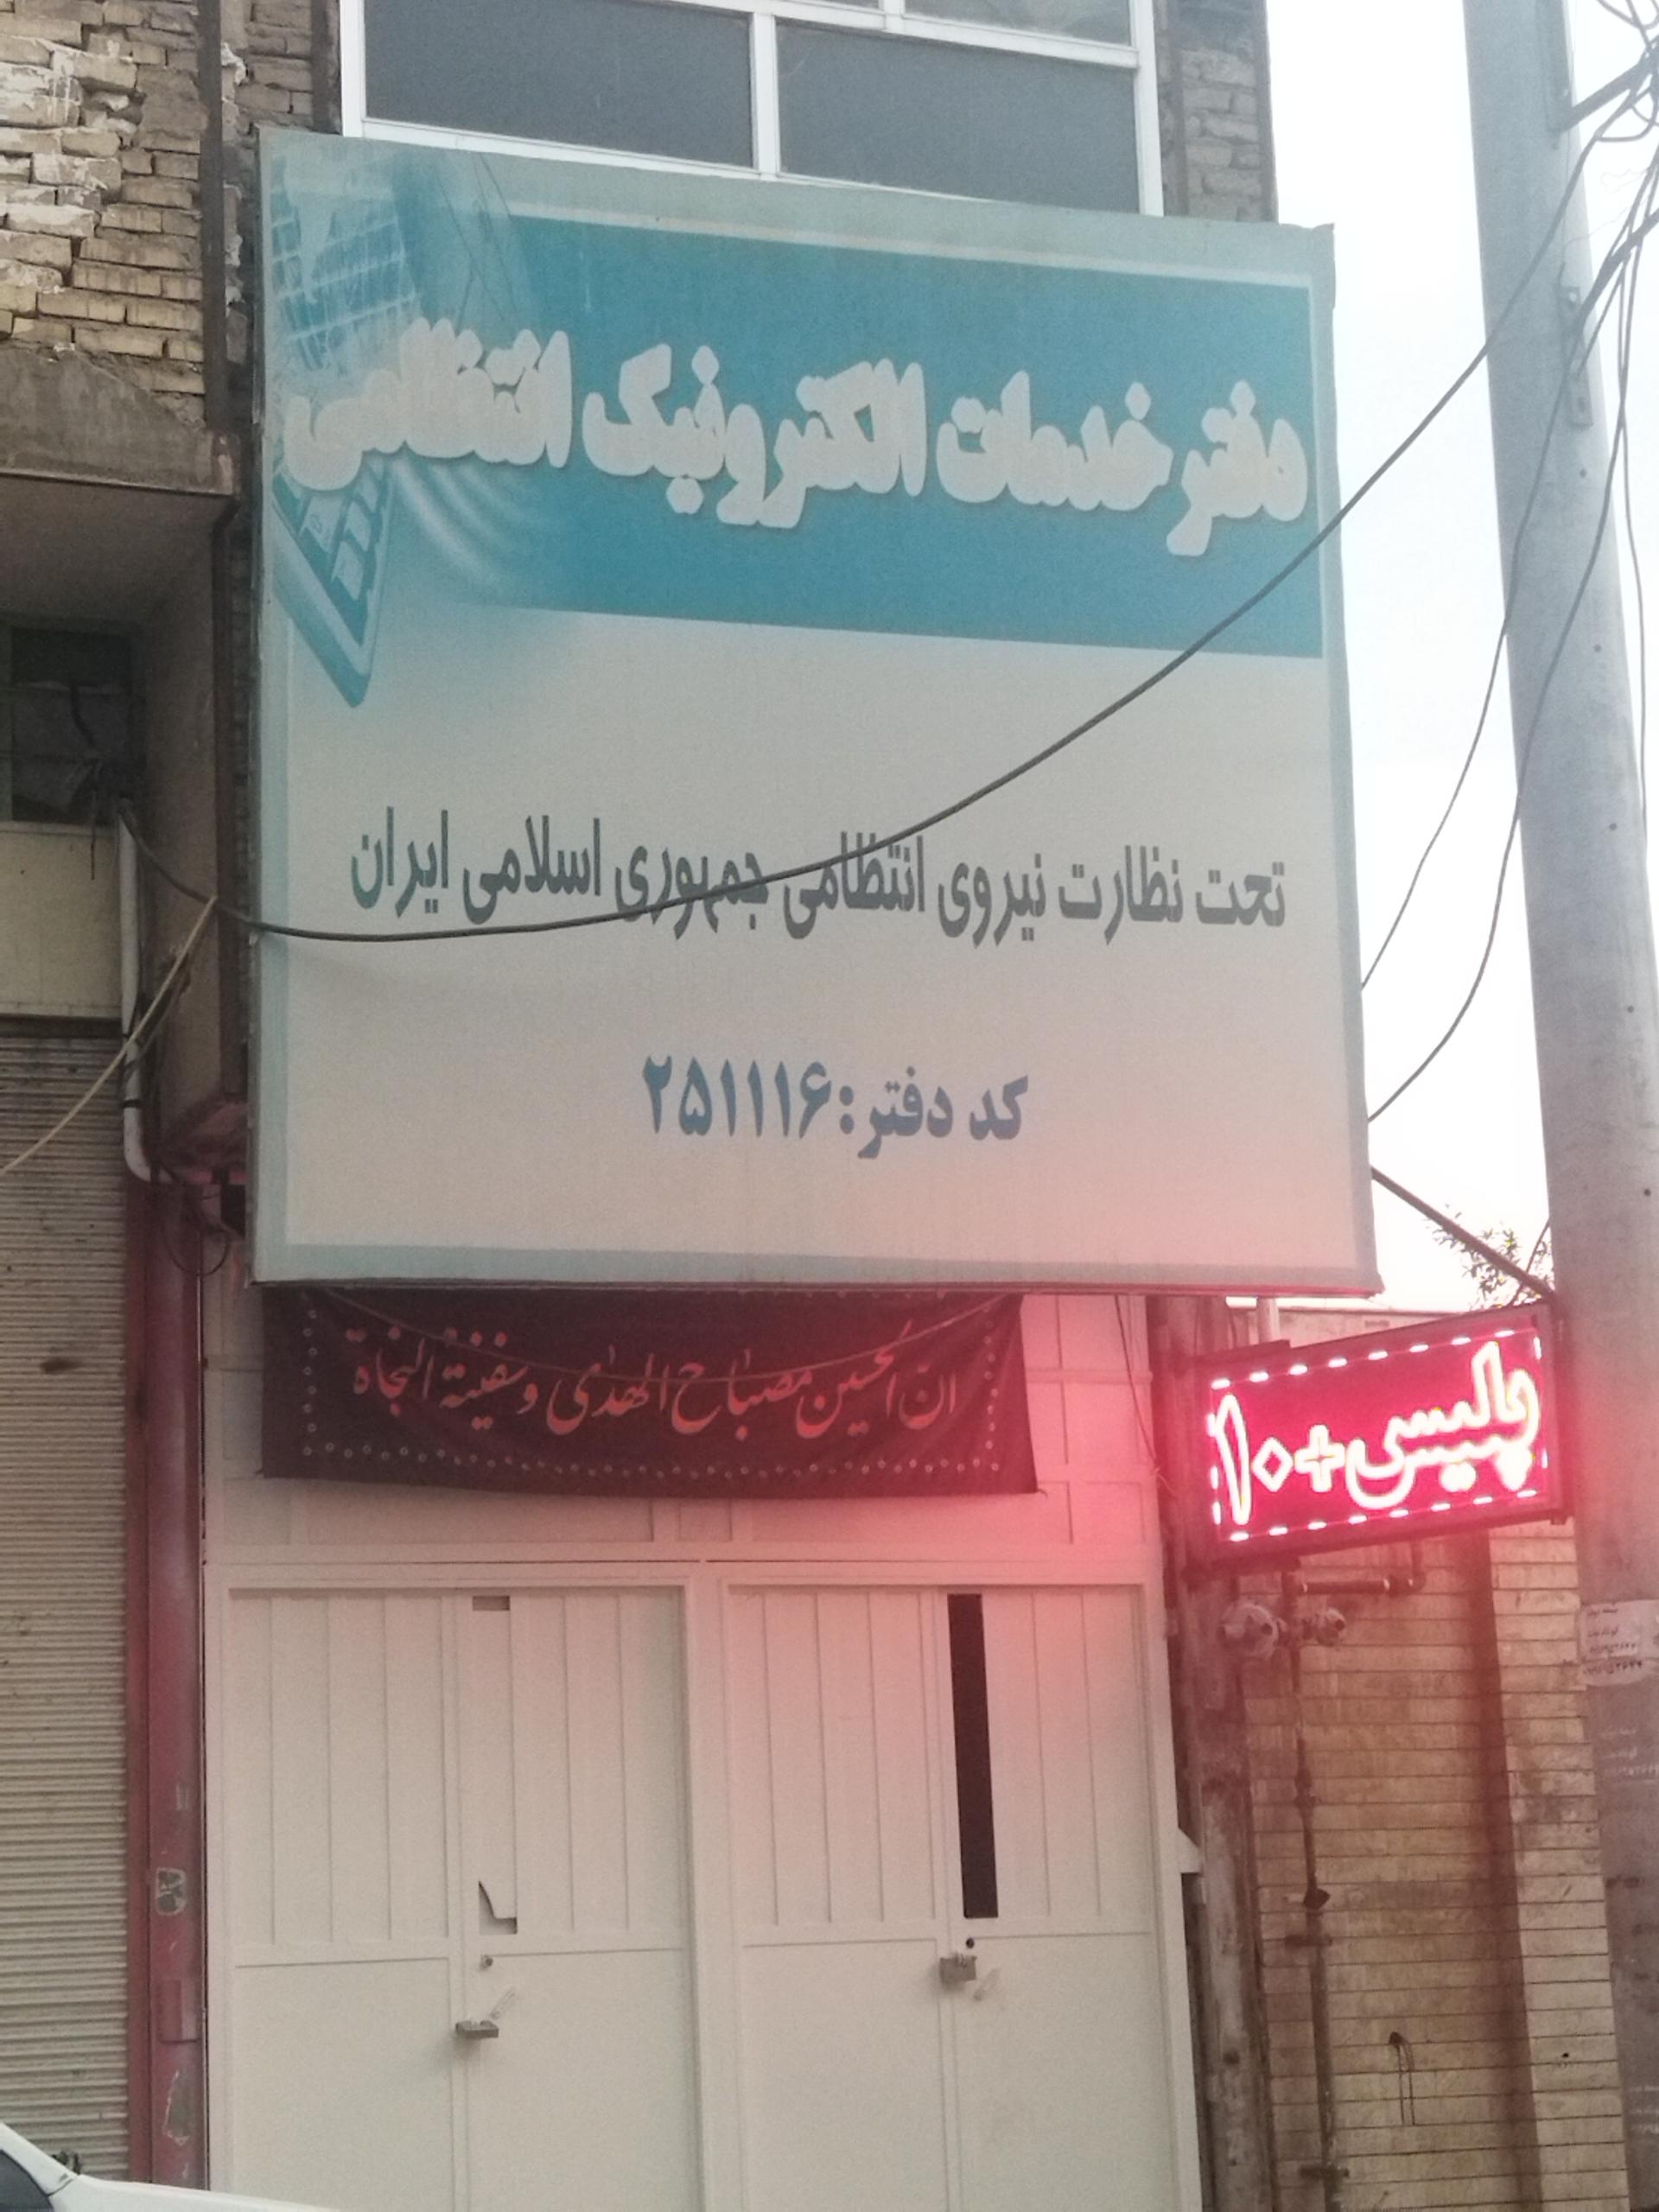 دفتر خدمات الکترونیک انتظامی
تحت نظارت نیروی انتظامی جمهوری اسلامی ایران
کد دفتر: ۲۵۱۱۱۶
ان الحسین مصباح الهدی و سفینة النجاة
پلیس+۱۰